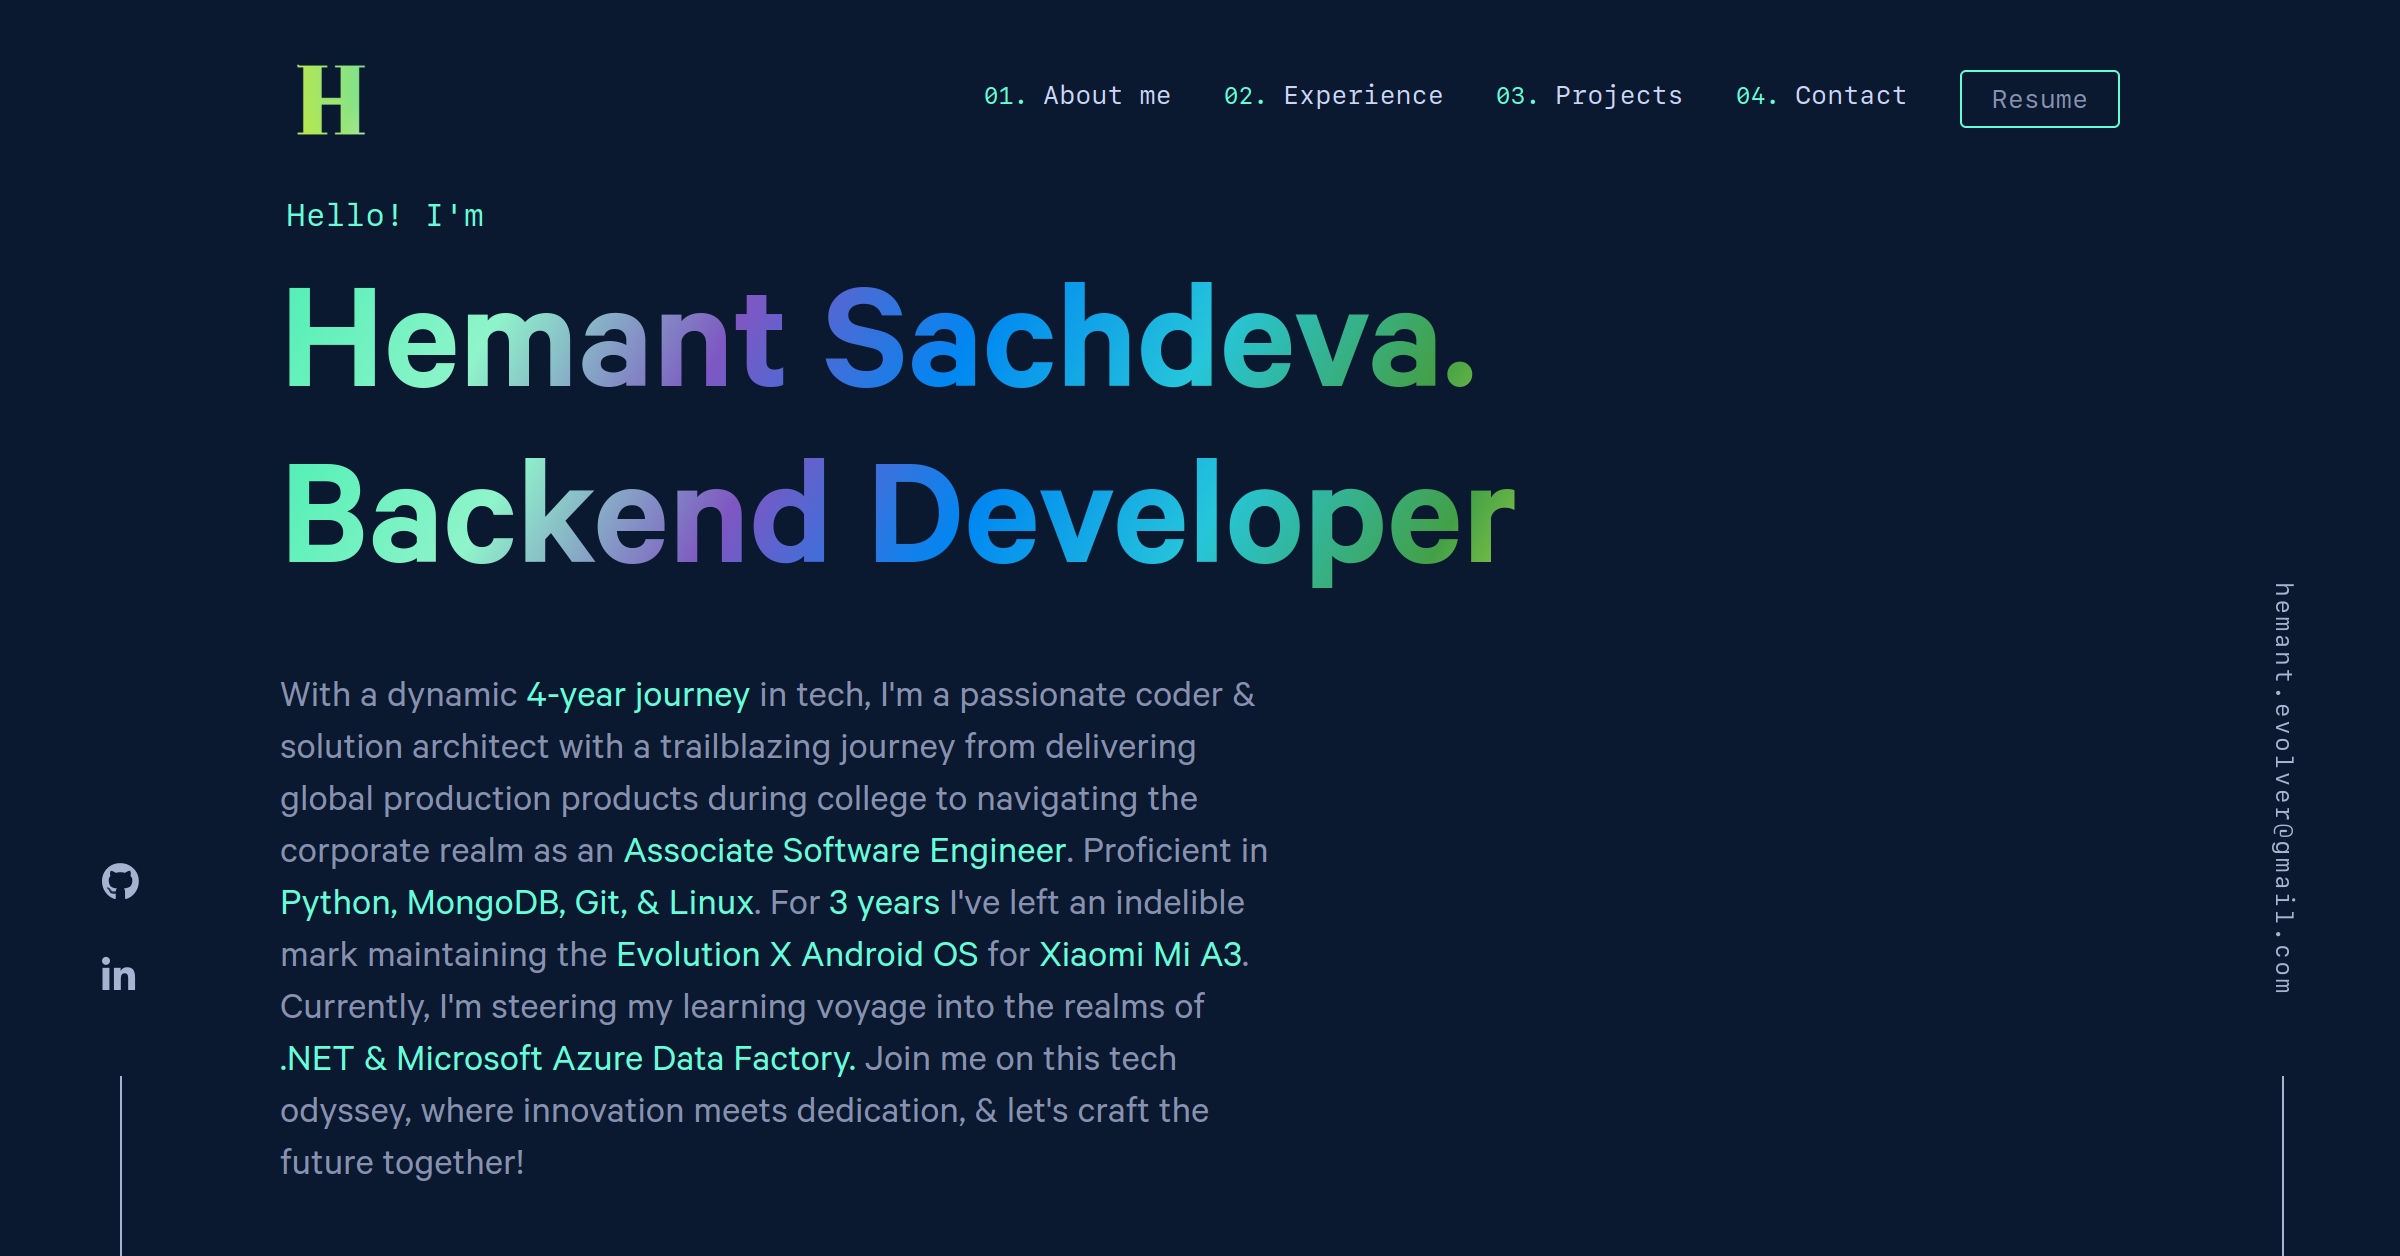 H
01. About me 02. Experience 03. Projects 04. Contact Resume
Hello! I'm
Hemant Sachdeva.
Backend Developer
With a dynamic 4-year journey in tech, I'm a passionate coder &
solution architect with a trailblazing journey from delivering
global production products during college to navigating the
corporate realm as an Associate Software Engineer. Proficient in
Python, MongoDB, Git, & Linux. For 3 years I've left an indelible
mark maintaining the Evolution X Android OS for Xiaomi Mi A3.
Currently, I'm steering my learning voyage into the realms of
.NET & Microsoft Azure Data Factory. Join me on this tech
odyssey, where innovation meets dedication, & let's craft the
future together!
in
hemant.evolver@gmail.com